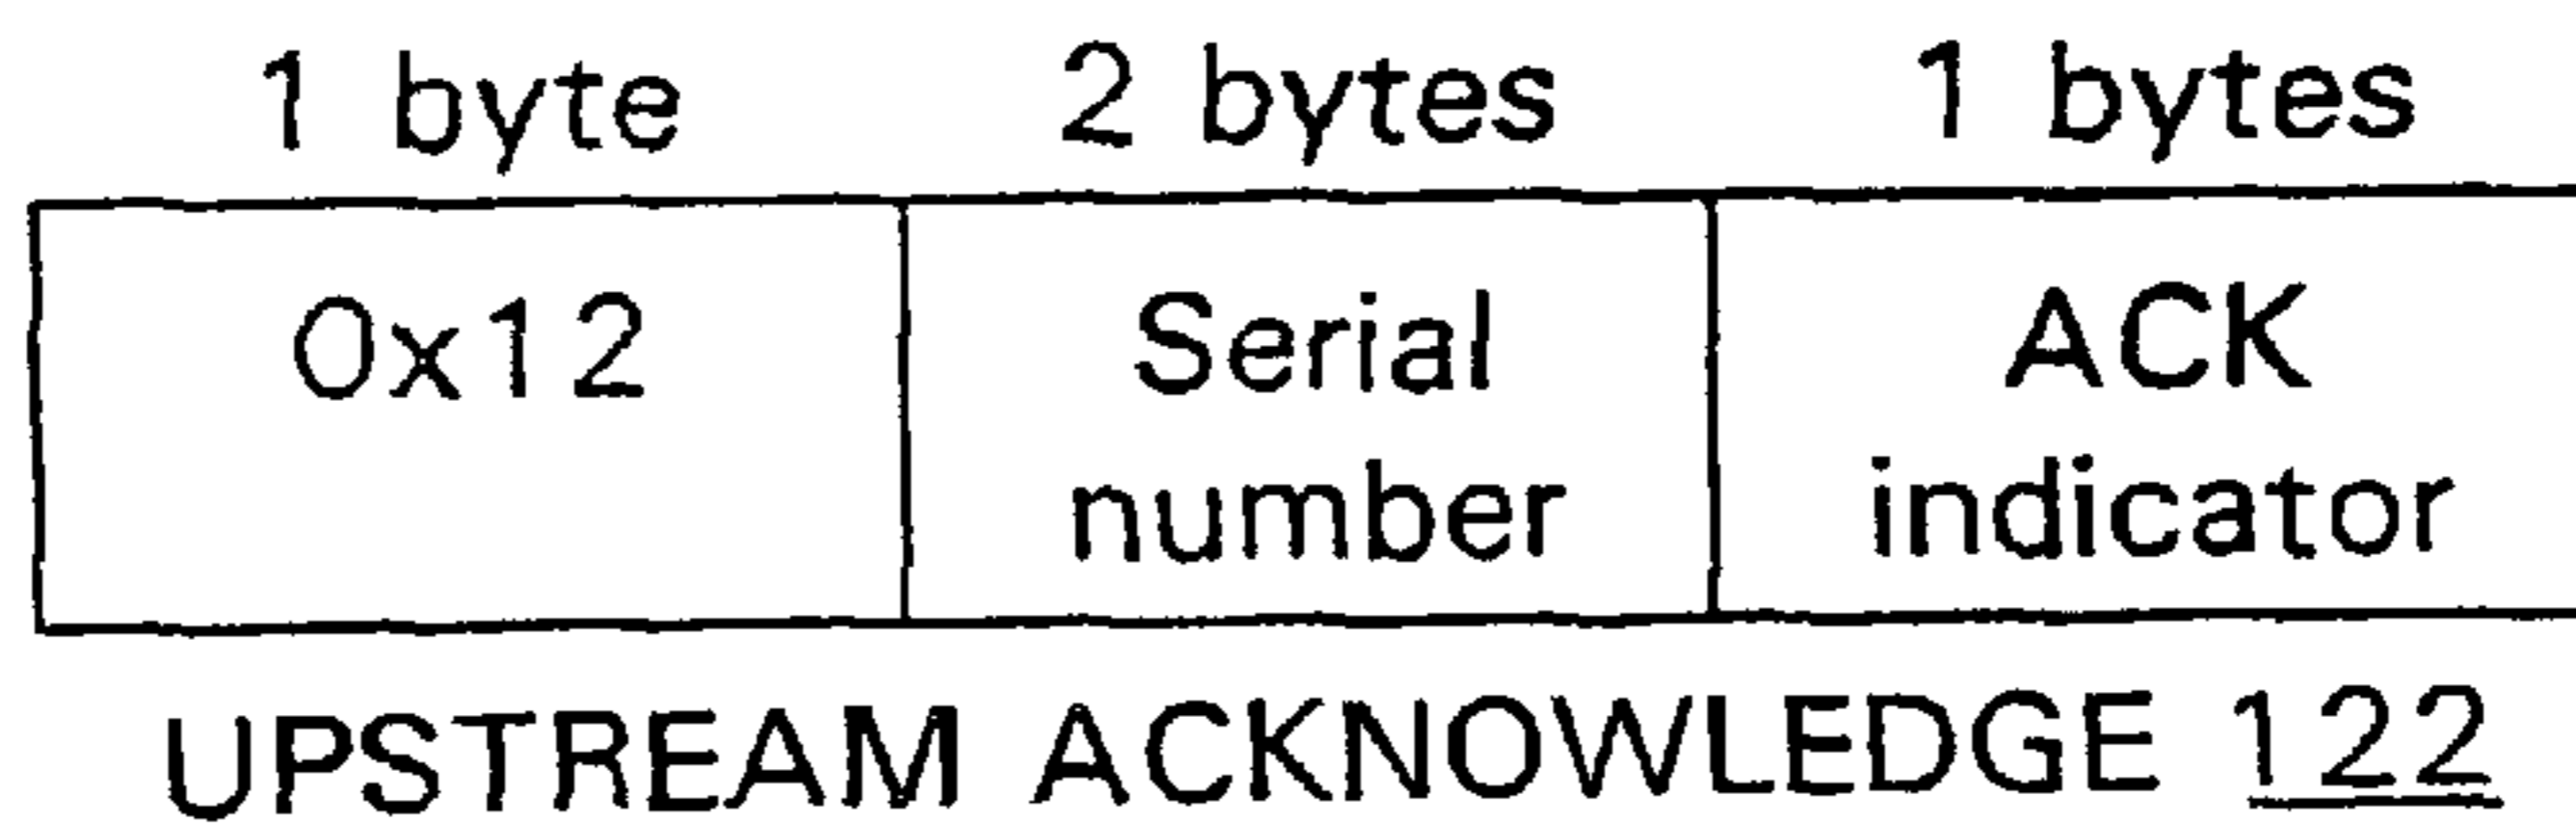 1 byte 2 bytes 1 bytes
0x12 Serial ACK
number indicator
UPSTREAM ACKNOWLEDGE 122